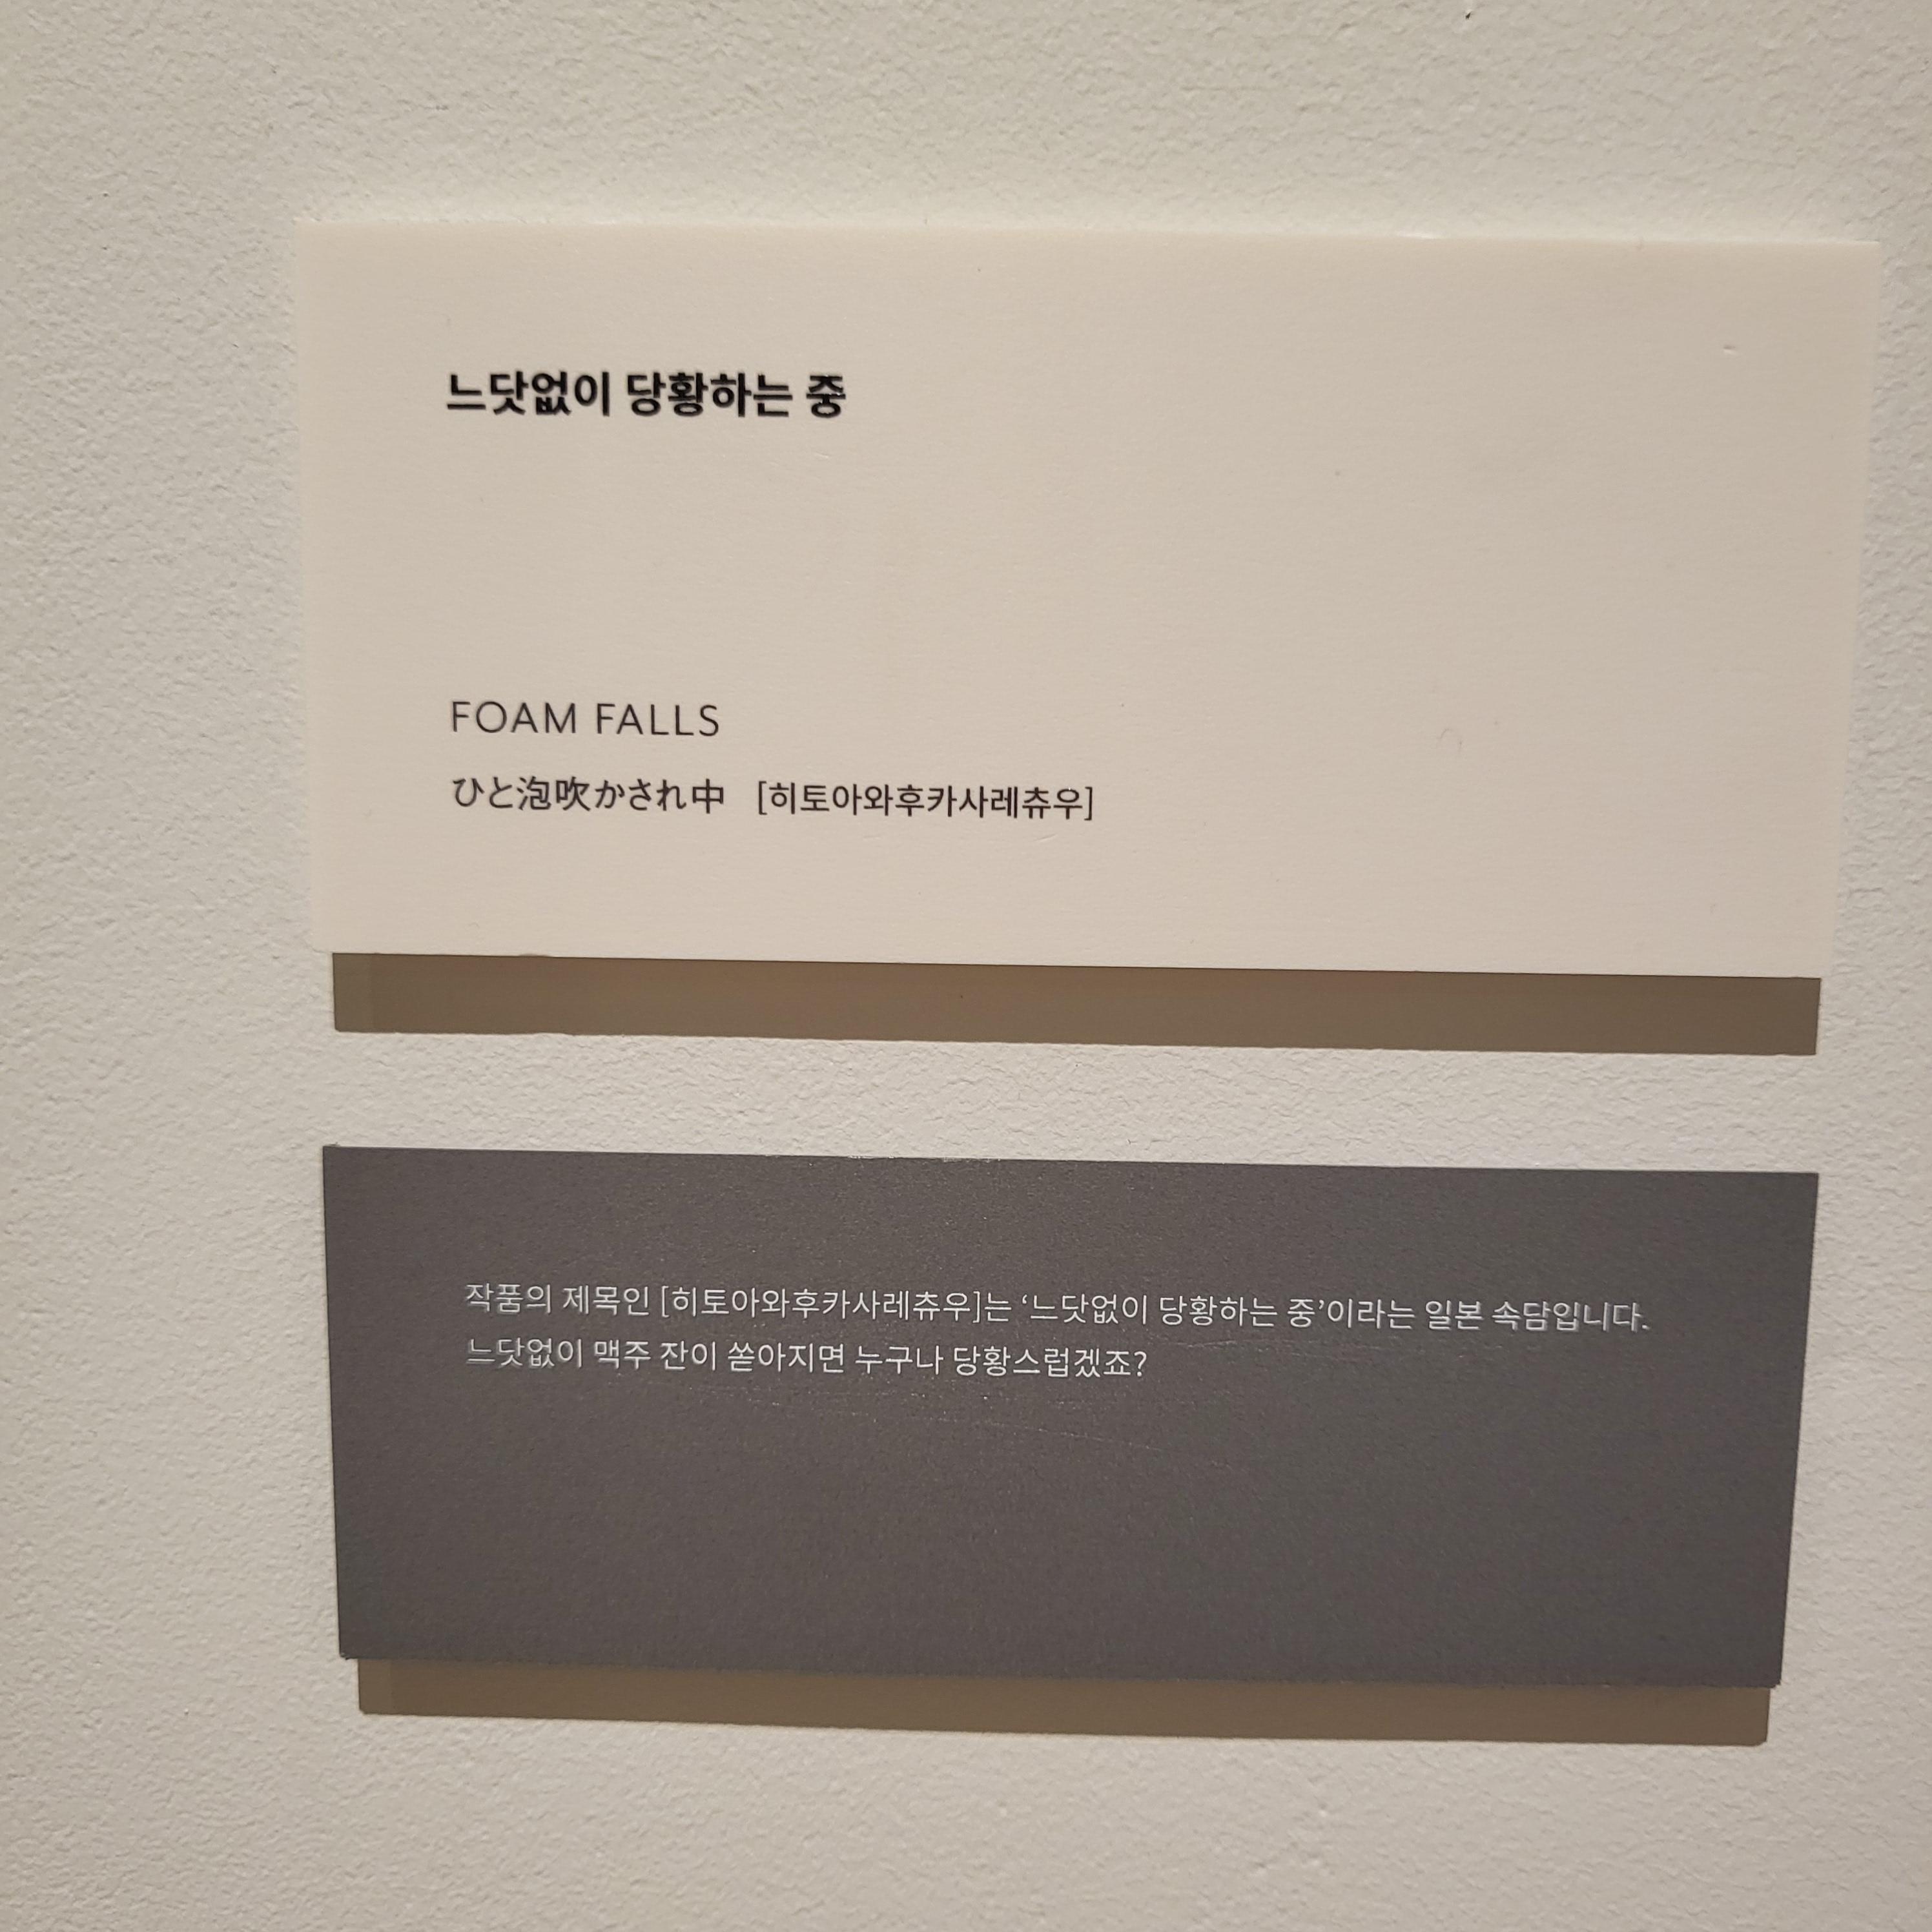 느닷없이 당황하는 중
FOAM FALLS
ひと泡吹かされ中 [히토아와후카사레츄우]
작품의 제목인 [히토아와후카사레츄우]는 ‘느닷없이 당황하는 중’이라는 일본 속담입니다.
느닷없이 맥주 잔이 쏟아지면 누구나 당황스럽겠죠?